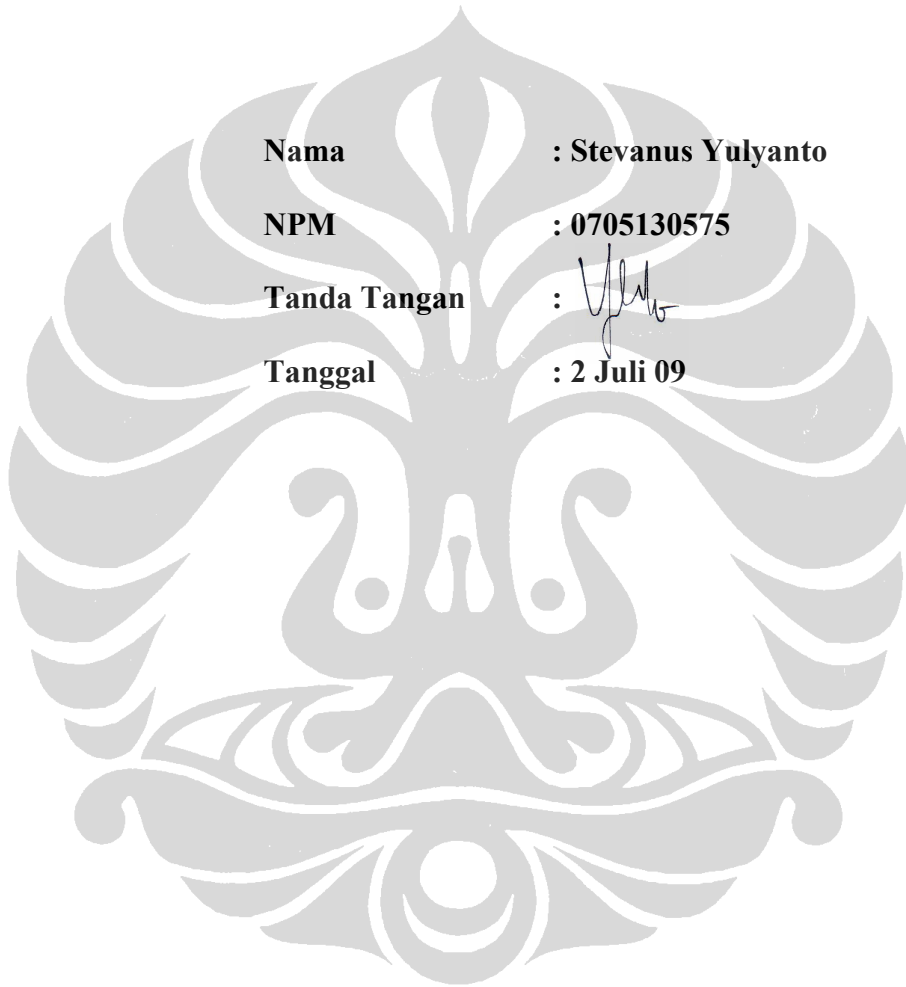 Nama : Stevanus Yulyanto
NPM : 0705130575
Tanda Tangan :
Tanggal : 2 Juli 09